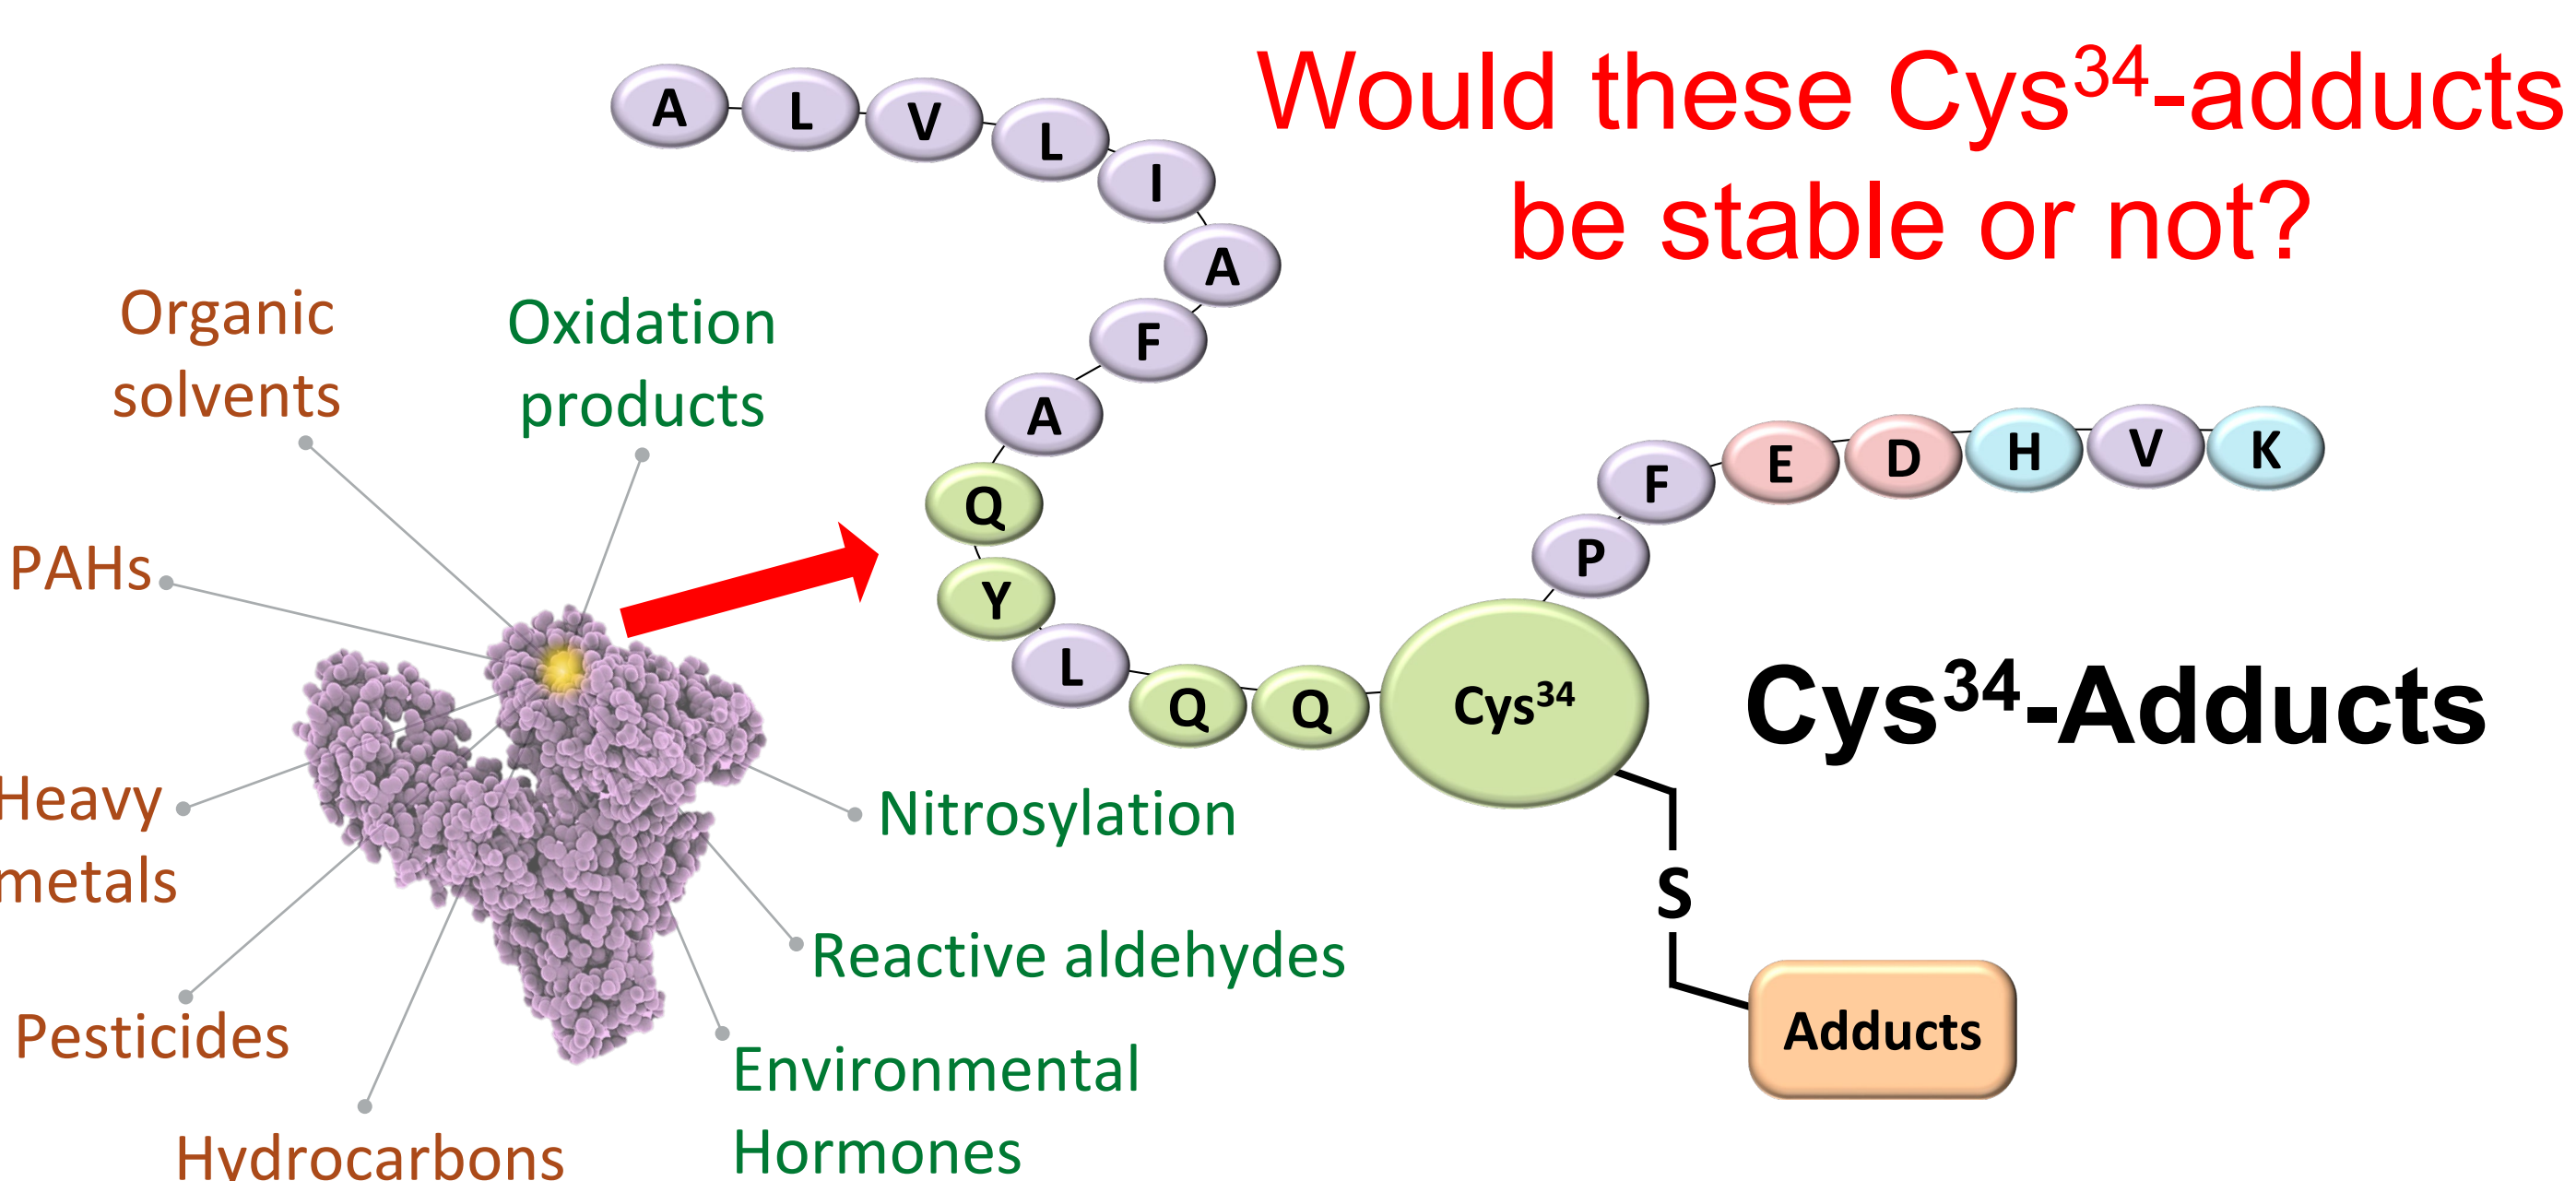 Would these Cys³⁴-adducts
be stable or not?
A L V L I A F A Q Y L Q Q Cys³⁴ P F E D H V K
Organic
solvents
Oxidation
products
PAHs
Heavy
metals
Pesticides
Hydrocarbons
Nitrosylation
Reactive aldehydes
Environmental
Hormones
Cys³⁴-Adducts
S
Adducts